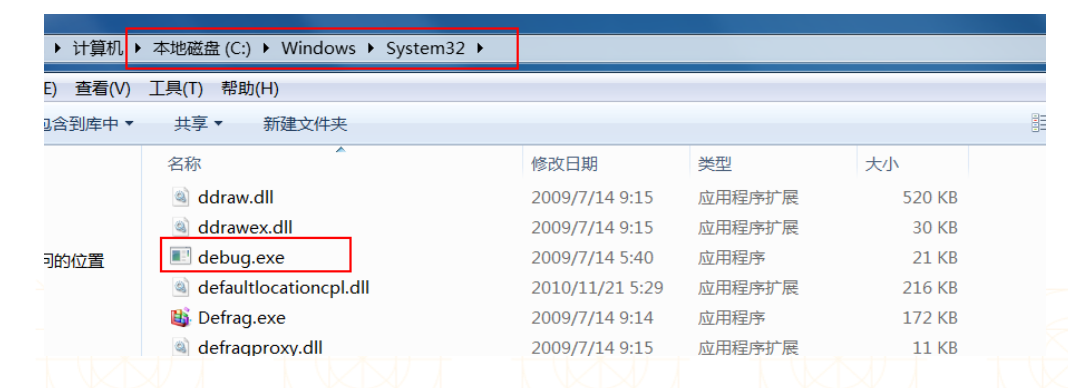 计算机 本地磁盘 (C:) Windows System32
E) 查看(V) 工具(T) 帮助(H)
含到库中 共享 新建文件夹
名称 修改日期 类型 大小
ddraw.dll 2009/7/14 9:15 应用程序扩展 520 KB
ddrawex.dll 2009/7/14 9:15 应用程序扩展 30 KB
的位置 debug.exe 2009/7/14 5:40 应用程序 21 KB
defaultlocationcpl.dll 2010/11/21 5:29 应用程序扩展 216 KB
Defrag.exe 2009/7/14 9:14 应用程序 172 KB
defragproxy.dll 2009/7/14 9:15 应用程序扩展 11 KB